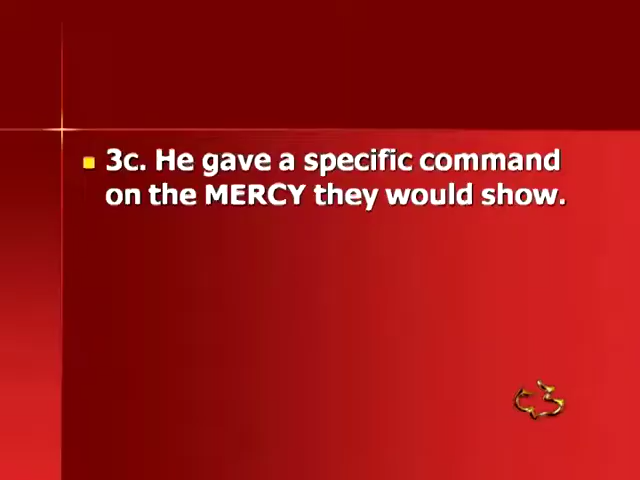 3c. He gave a specific command
on the MERCY they would show.